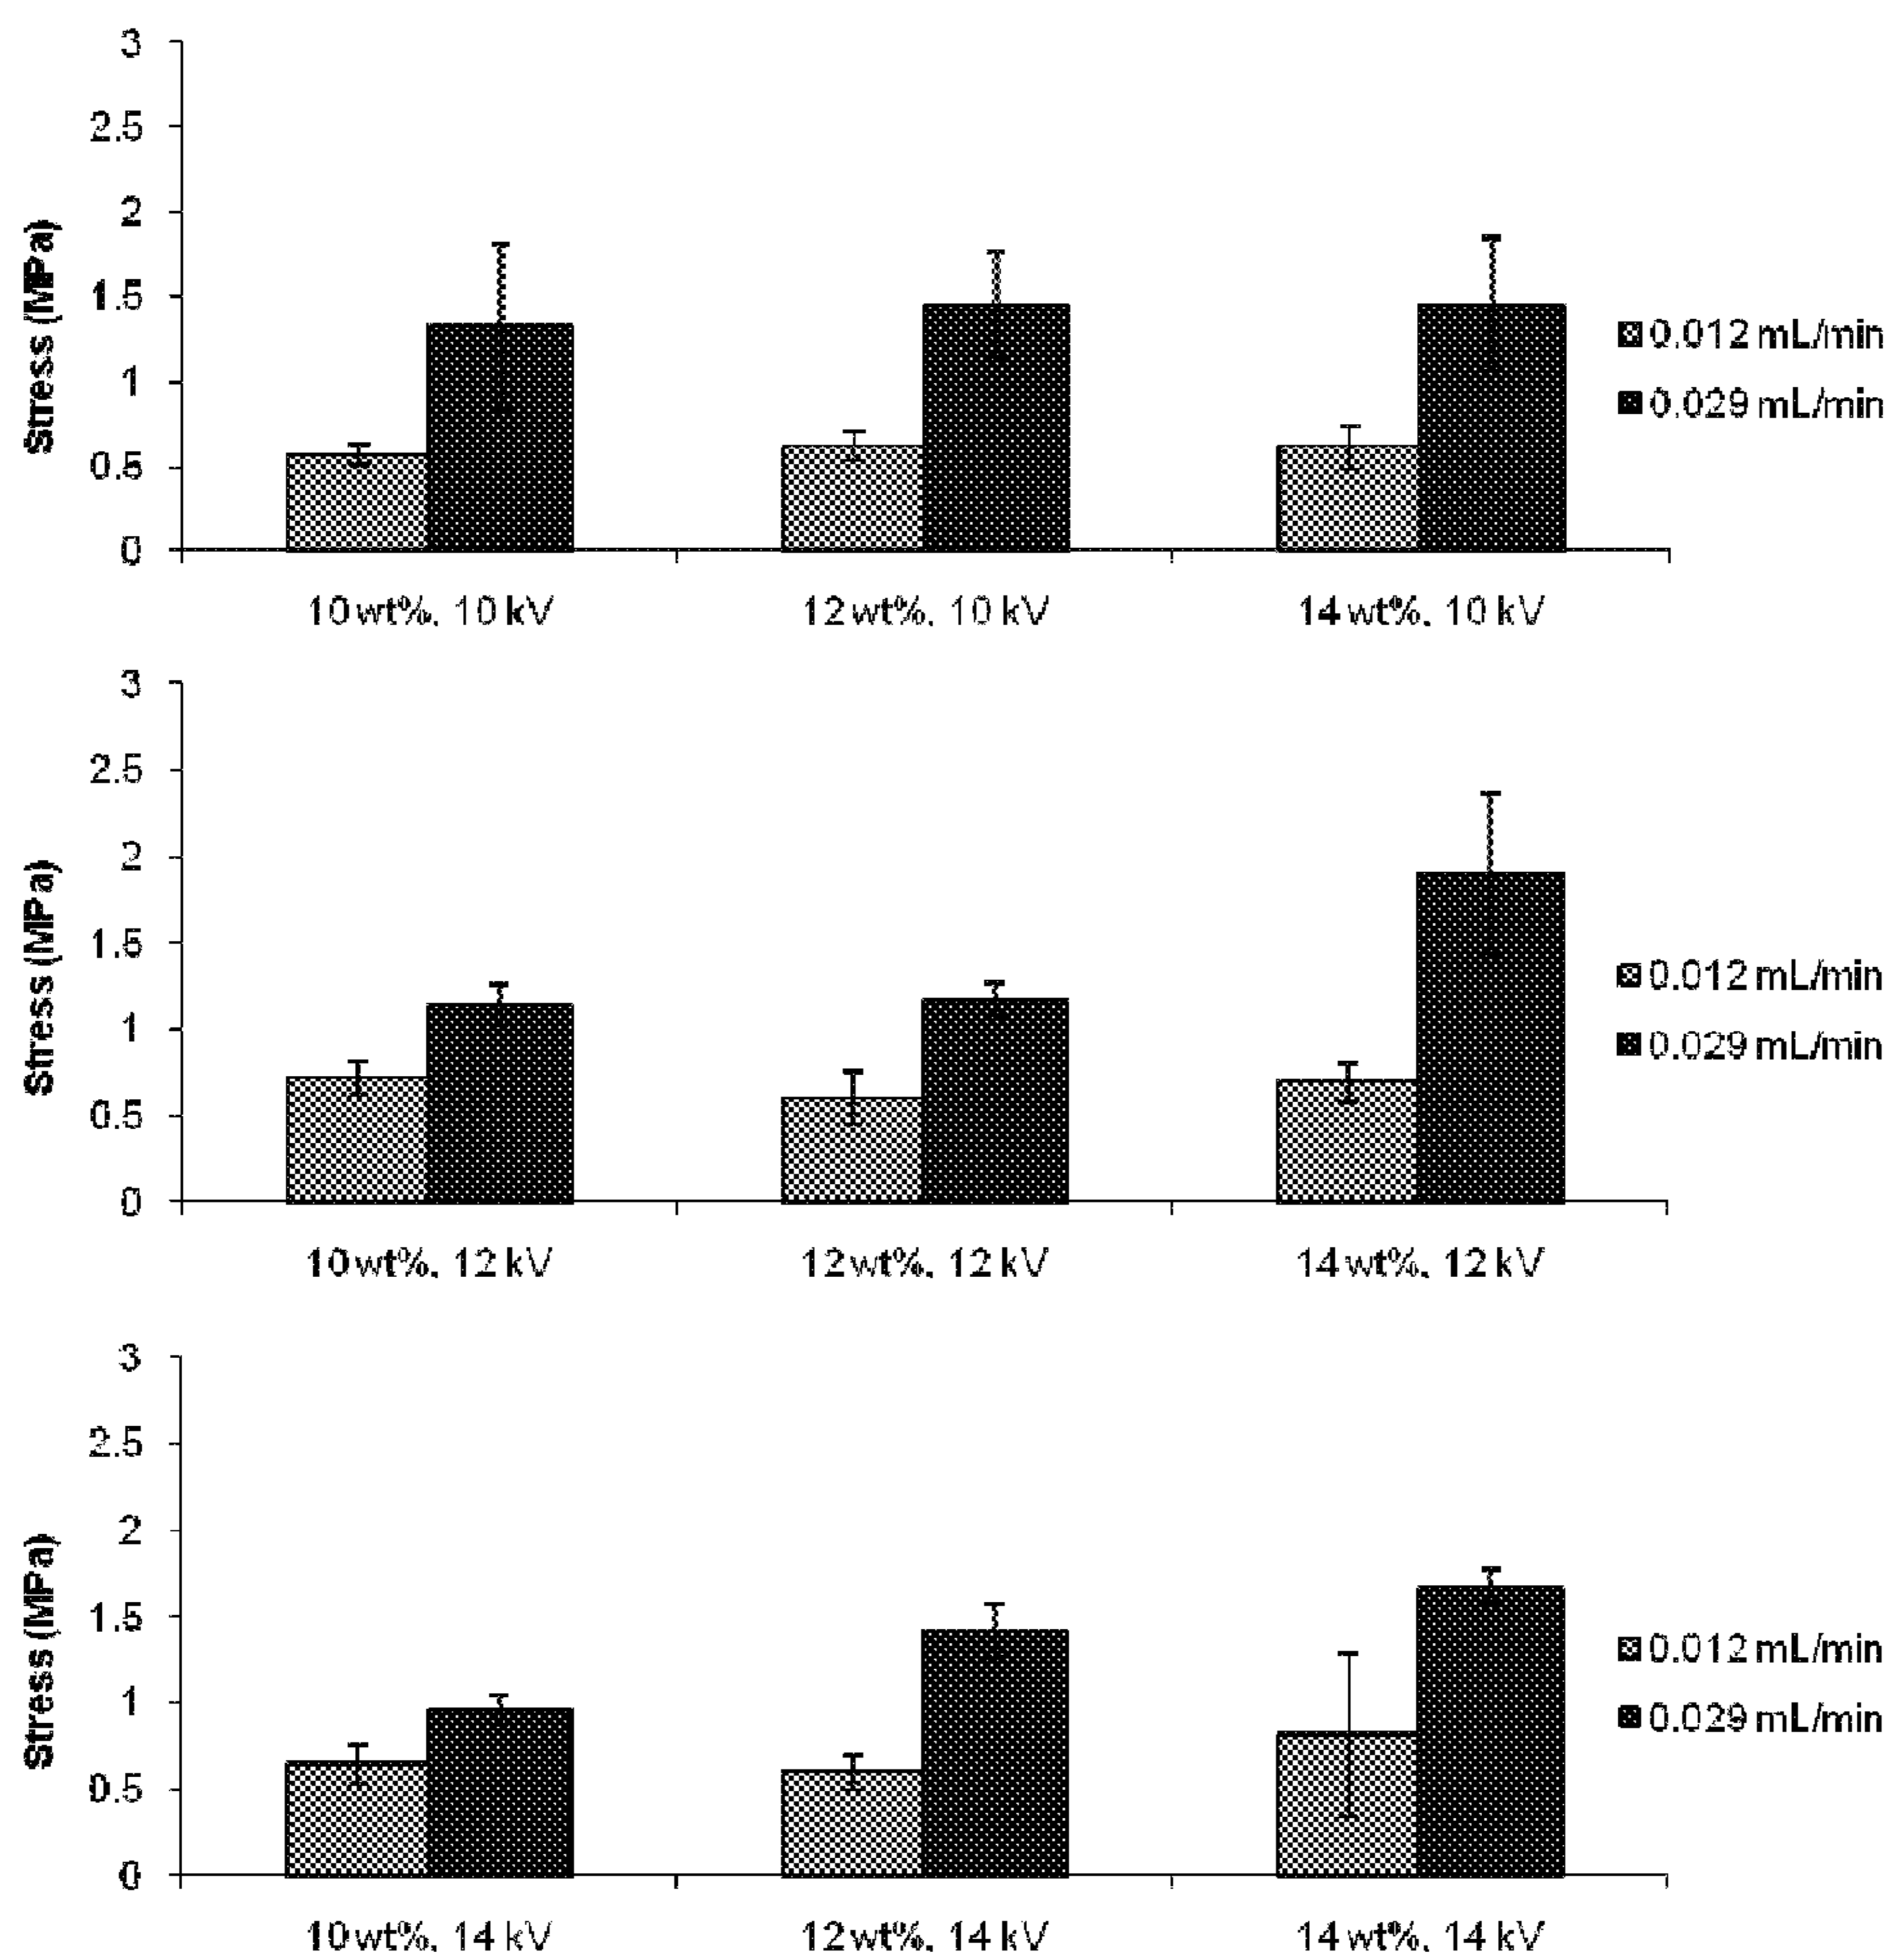 3
2.5
2
1.5
1
0.5
0
Stress (MPa)
10 wt%, 10 kV
12 wt%, 10 kV
14 wt%, 10 kV
0.012 mL/min
0.029 mL/min
3
2.5
2
1.5
1
0.5
0
Stress (MPa)
10 wt%, 12 kV
12 wt%, 12 kV
14 wt%, 12 kV
0.012 mL/min
0.029 mL/min
3
2.5
2
1.5
1
0.5
0
Stress (MPa)
10 wt%, 14 kV
12 wt%, 14 kV
14 wt%, 14 kV
0.012 mL/min
0.029 mL/min